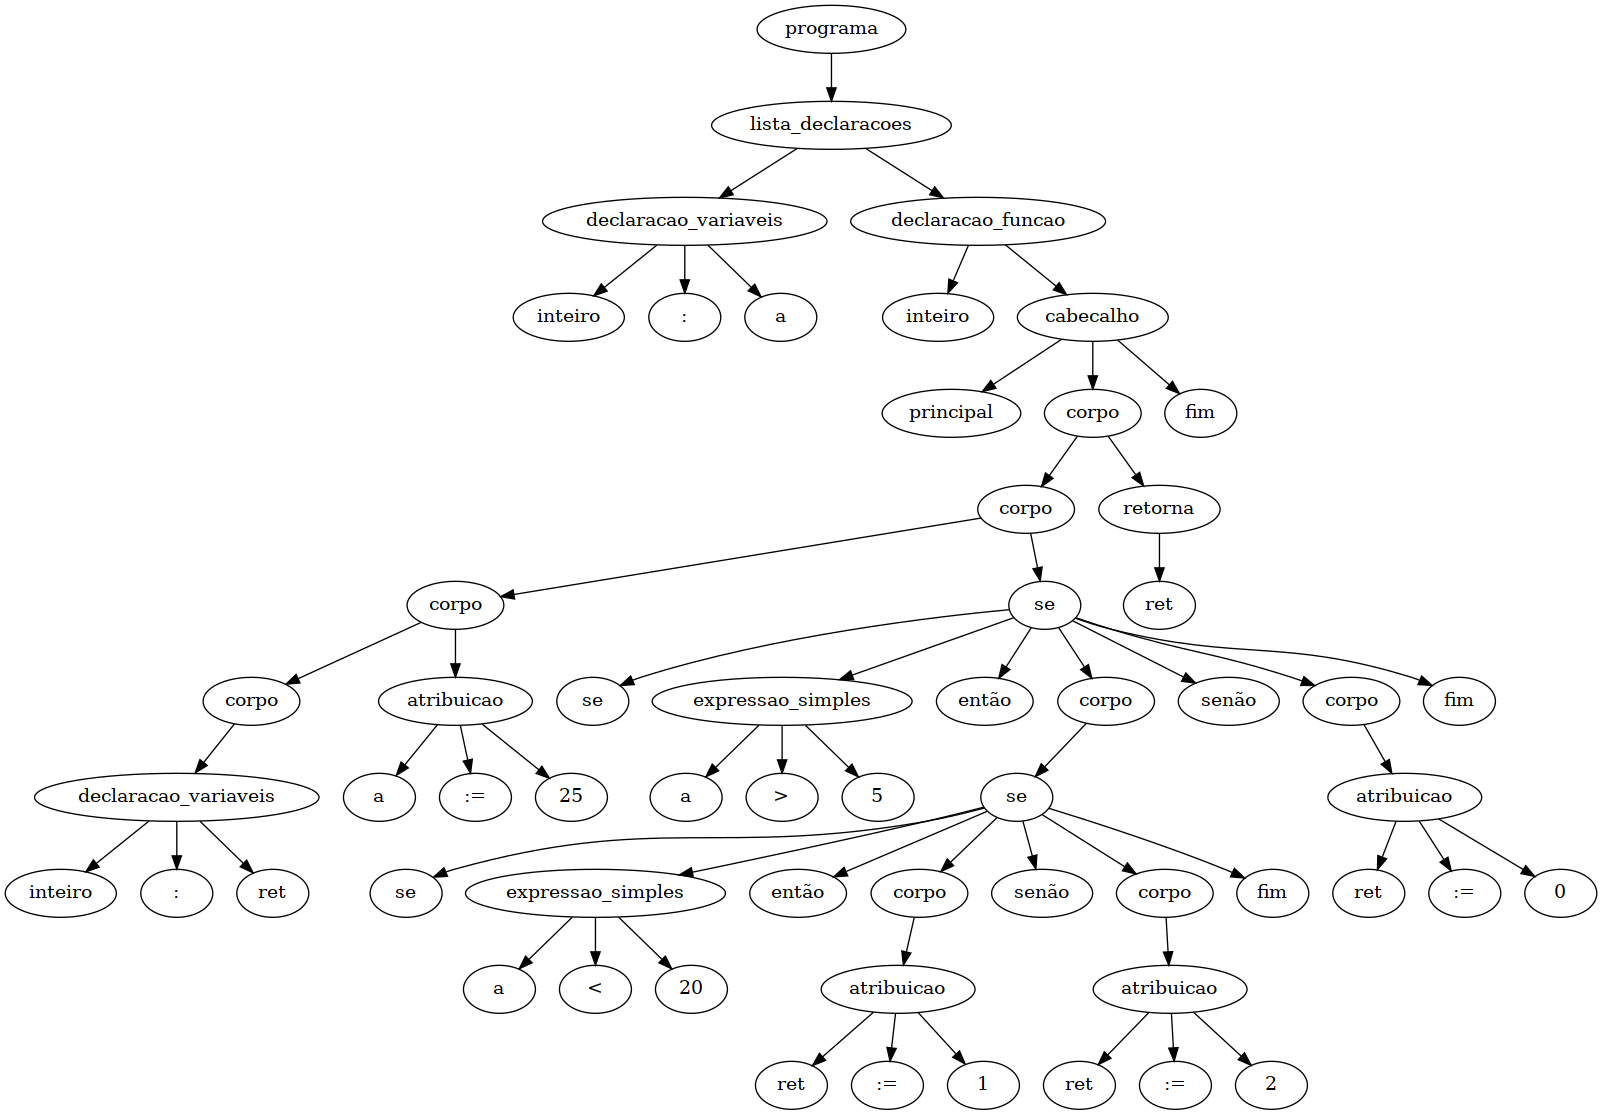 programa
lista_declaracoes
declaracao_variaveis
declaracao_funcao
inteiro
:
a
inteiro
cabecalho
principal
corpo
fim
corpo
retorna
corpo
se
ret
corpo
atribuicao
se
expressao_simples
então
corpo
senão
corpo
fim
declaracao_variaveis
a
:=
25
a
>
5
se
atribuicao
inteiro
:
ret
se
expressao_simples
então
corpo
senão
corpo
fim
ret
:=
0
a
<
20
atribuicao
atribuicao
ret
:=
1
ret
:=
2